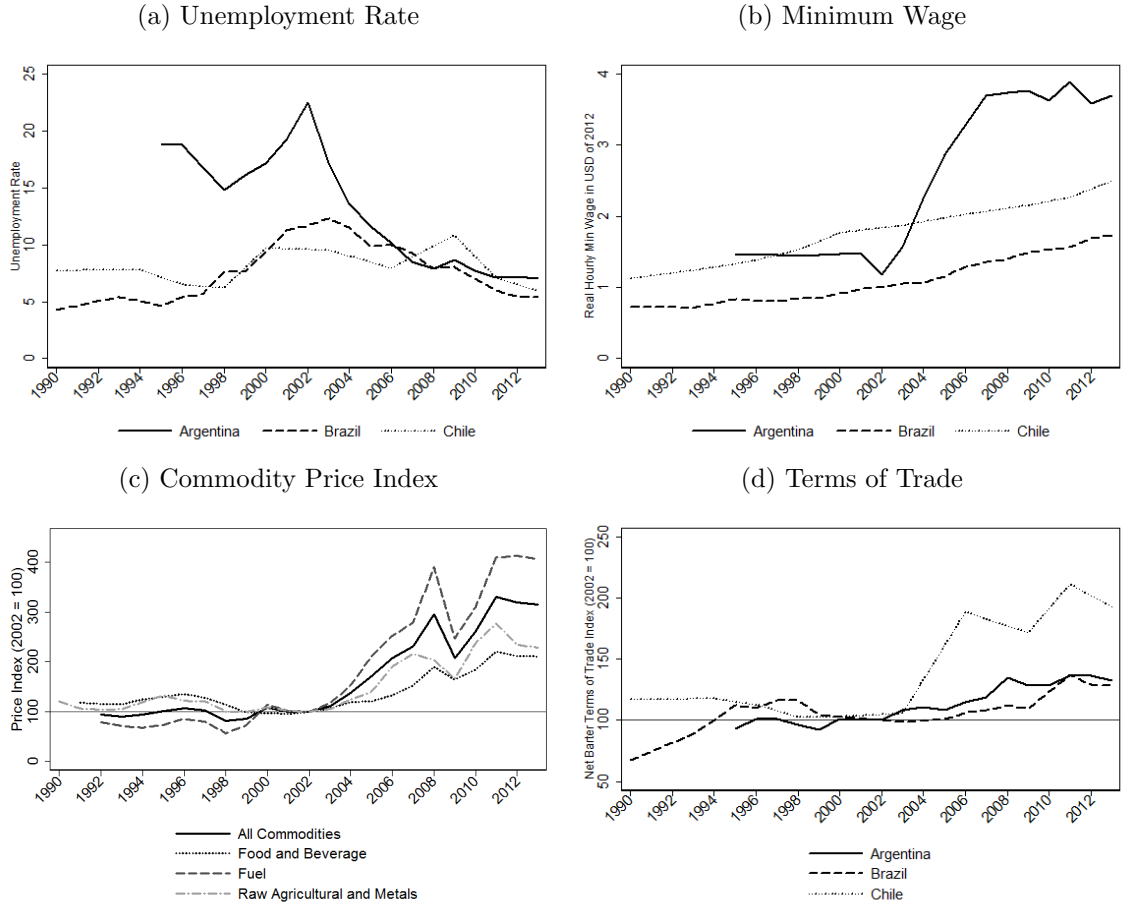 (a) Unemployment Rate
Unemployment Rate
25
20
15
10
5
0
1990 1992 1994 1996 1998 2000 2002 2004 2006 2008 2010 2012
Argentina Brazil Chile
(b) Minimum Wage
Real Hourly Min Wage in USD of 2012
4
3
2
1
0
1990 1992 1994 1996 1998 2000 2002 2004 2006 2008 2010 2012
Argentina Brazil Chile
(c) Commodity Price Index
Price Index (2002 = 100)
400
300
200
100
0
1990 1992 1994 1996 1998 2000 2002 2004 2006 2008 2010 2012
All Commodities
Food and Beverage
Fuel
Raw Agricultural and Metals
(d) Terms of Trade
Net Barter Terms of Trade Index (2002 = 100)
250
200
150
100
50
1990 1992 1994 1996 1998 2000 2002 2004 2006 2008 2010 2012
Argentina
Brazil
Chile